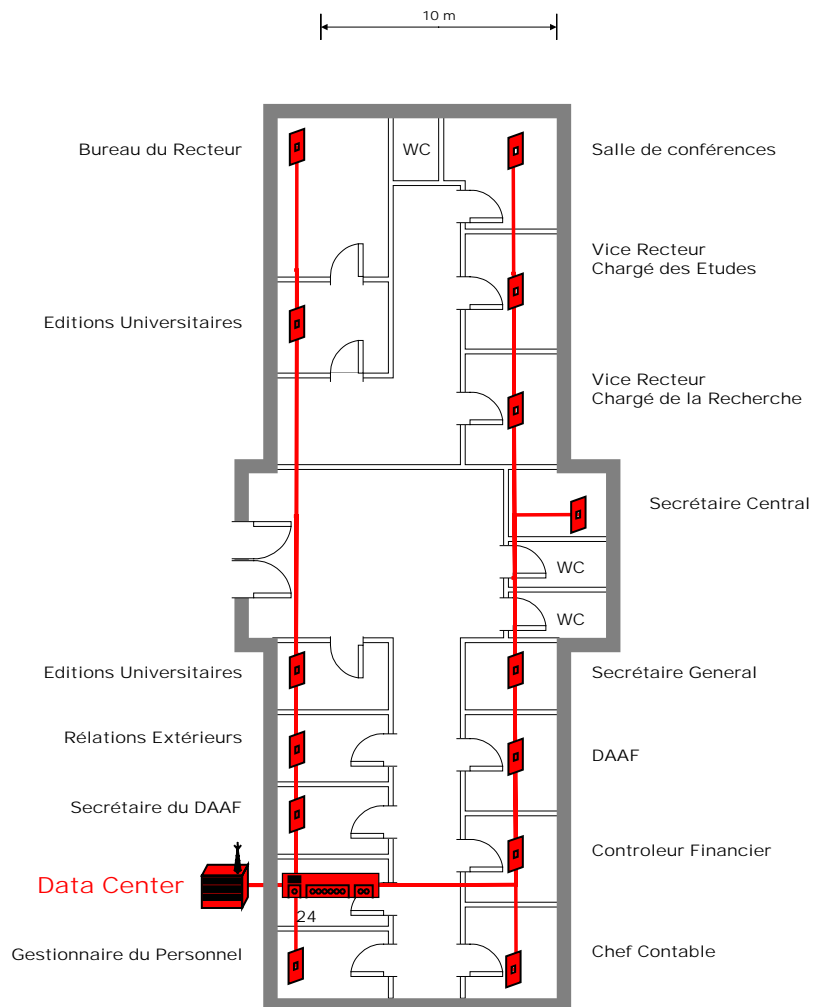 10 m
Bureau du Recteur
WC
Salle de conférences
Vice Recteur
Chargé des Etudes
Editions Universitaires
Vice Recteur
Chargé de la Recherche
Secrétaire Central
WC
WC
Editions Universitaires
Secrétaire General
Rélations Extérieurs
DAAF
Secrétaire du DAAF
Controleur Financier
Data Center
24
Gestionnaire du Personnel
Chef Contable